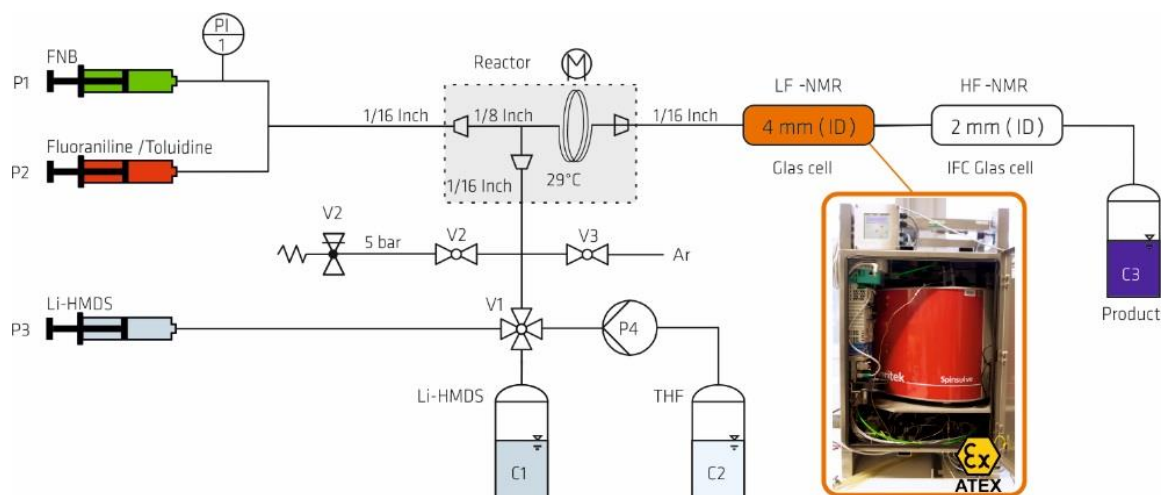 PI
1
FNB
P1
Fluoraniline /Toluidine
P2
Reactor
M
1/16 Inch
1/8 Inch
1/16 Inch
1/16 Inch
29°C
LF -NMR
4 mm ( ID )
Glas cell
HF-NMR
2 mm ( ID )
IFC Glas cell
V2
5 bar
V2
V3
Ar
Li-HMDS
P3
V1
P4
Li-HMDS
C1
THF
C2
C3
Product
Spinsolve
Ex
ATEX